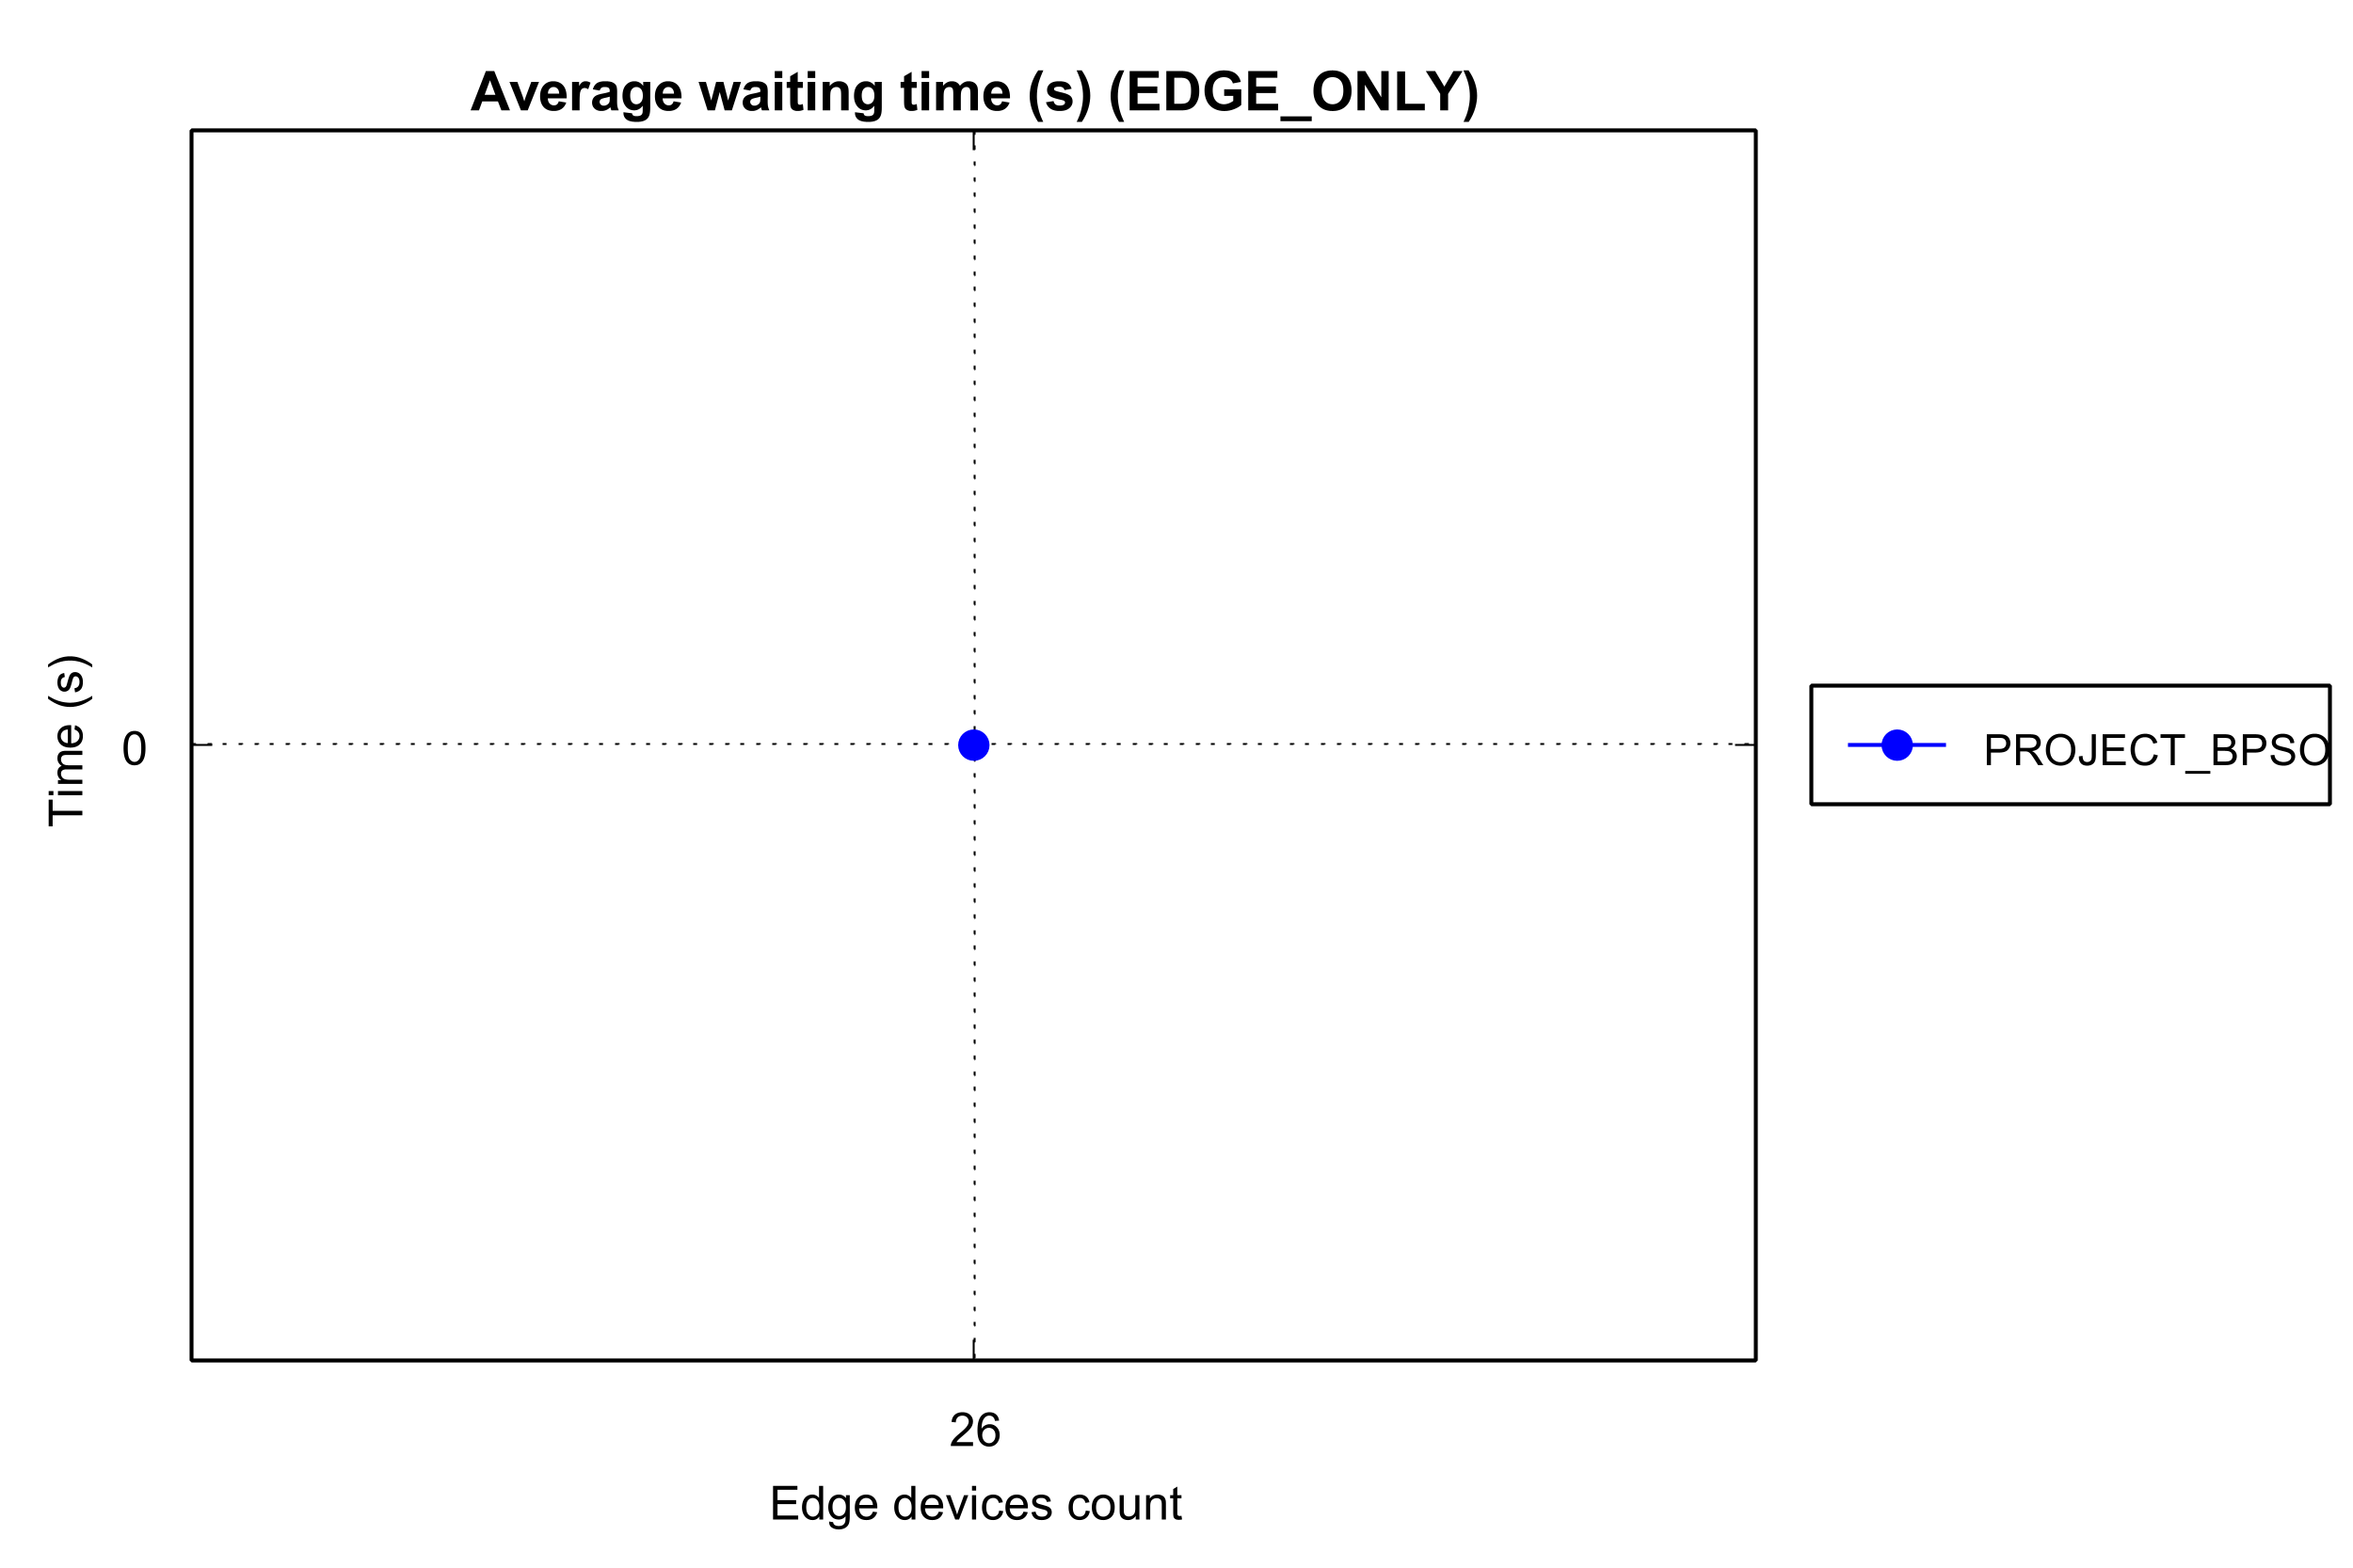 Average waiting time (s) (EDGE_ONLY)
Time (s)
0
PROJECT_BPSO
26
Edge devices count